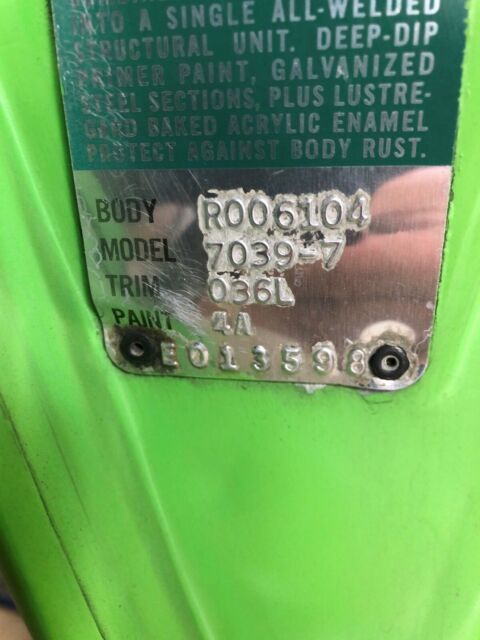 INTO A SINGLE ALL-WELDED
STRUCTURAL UNIT. DEEP-DIP
PRIMER PAINT, GALVANIZED
STEEL SECTIONS, PLUS LUSTRE-
GARD BAKED ACRYLIC ENAMEL
PROTECT AGAINST BODY RUST.
BODY R006104
MODEL 7039-7
TRIM 036L
PAINT 4A
E013598